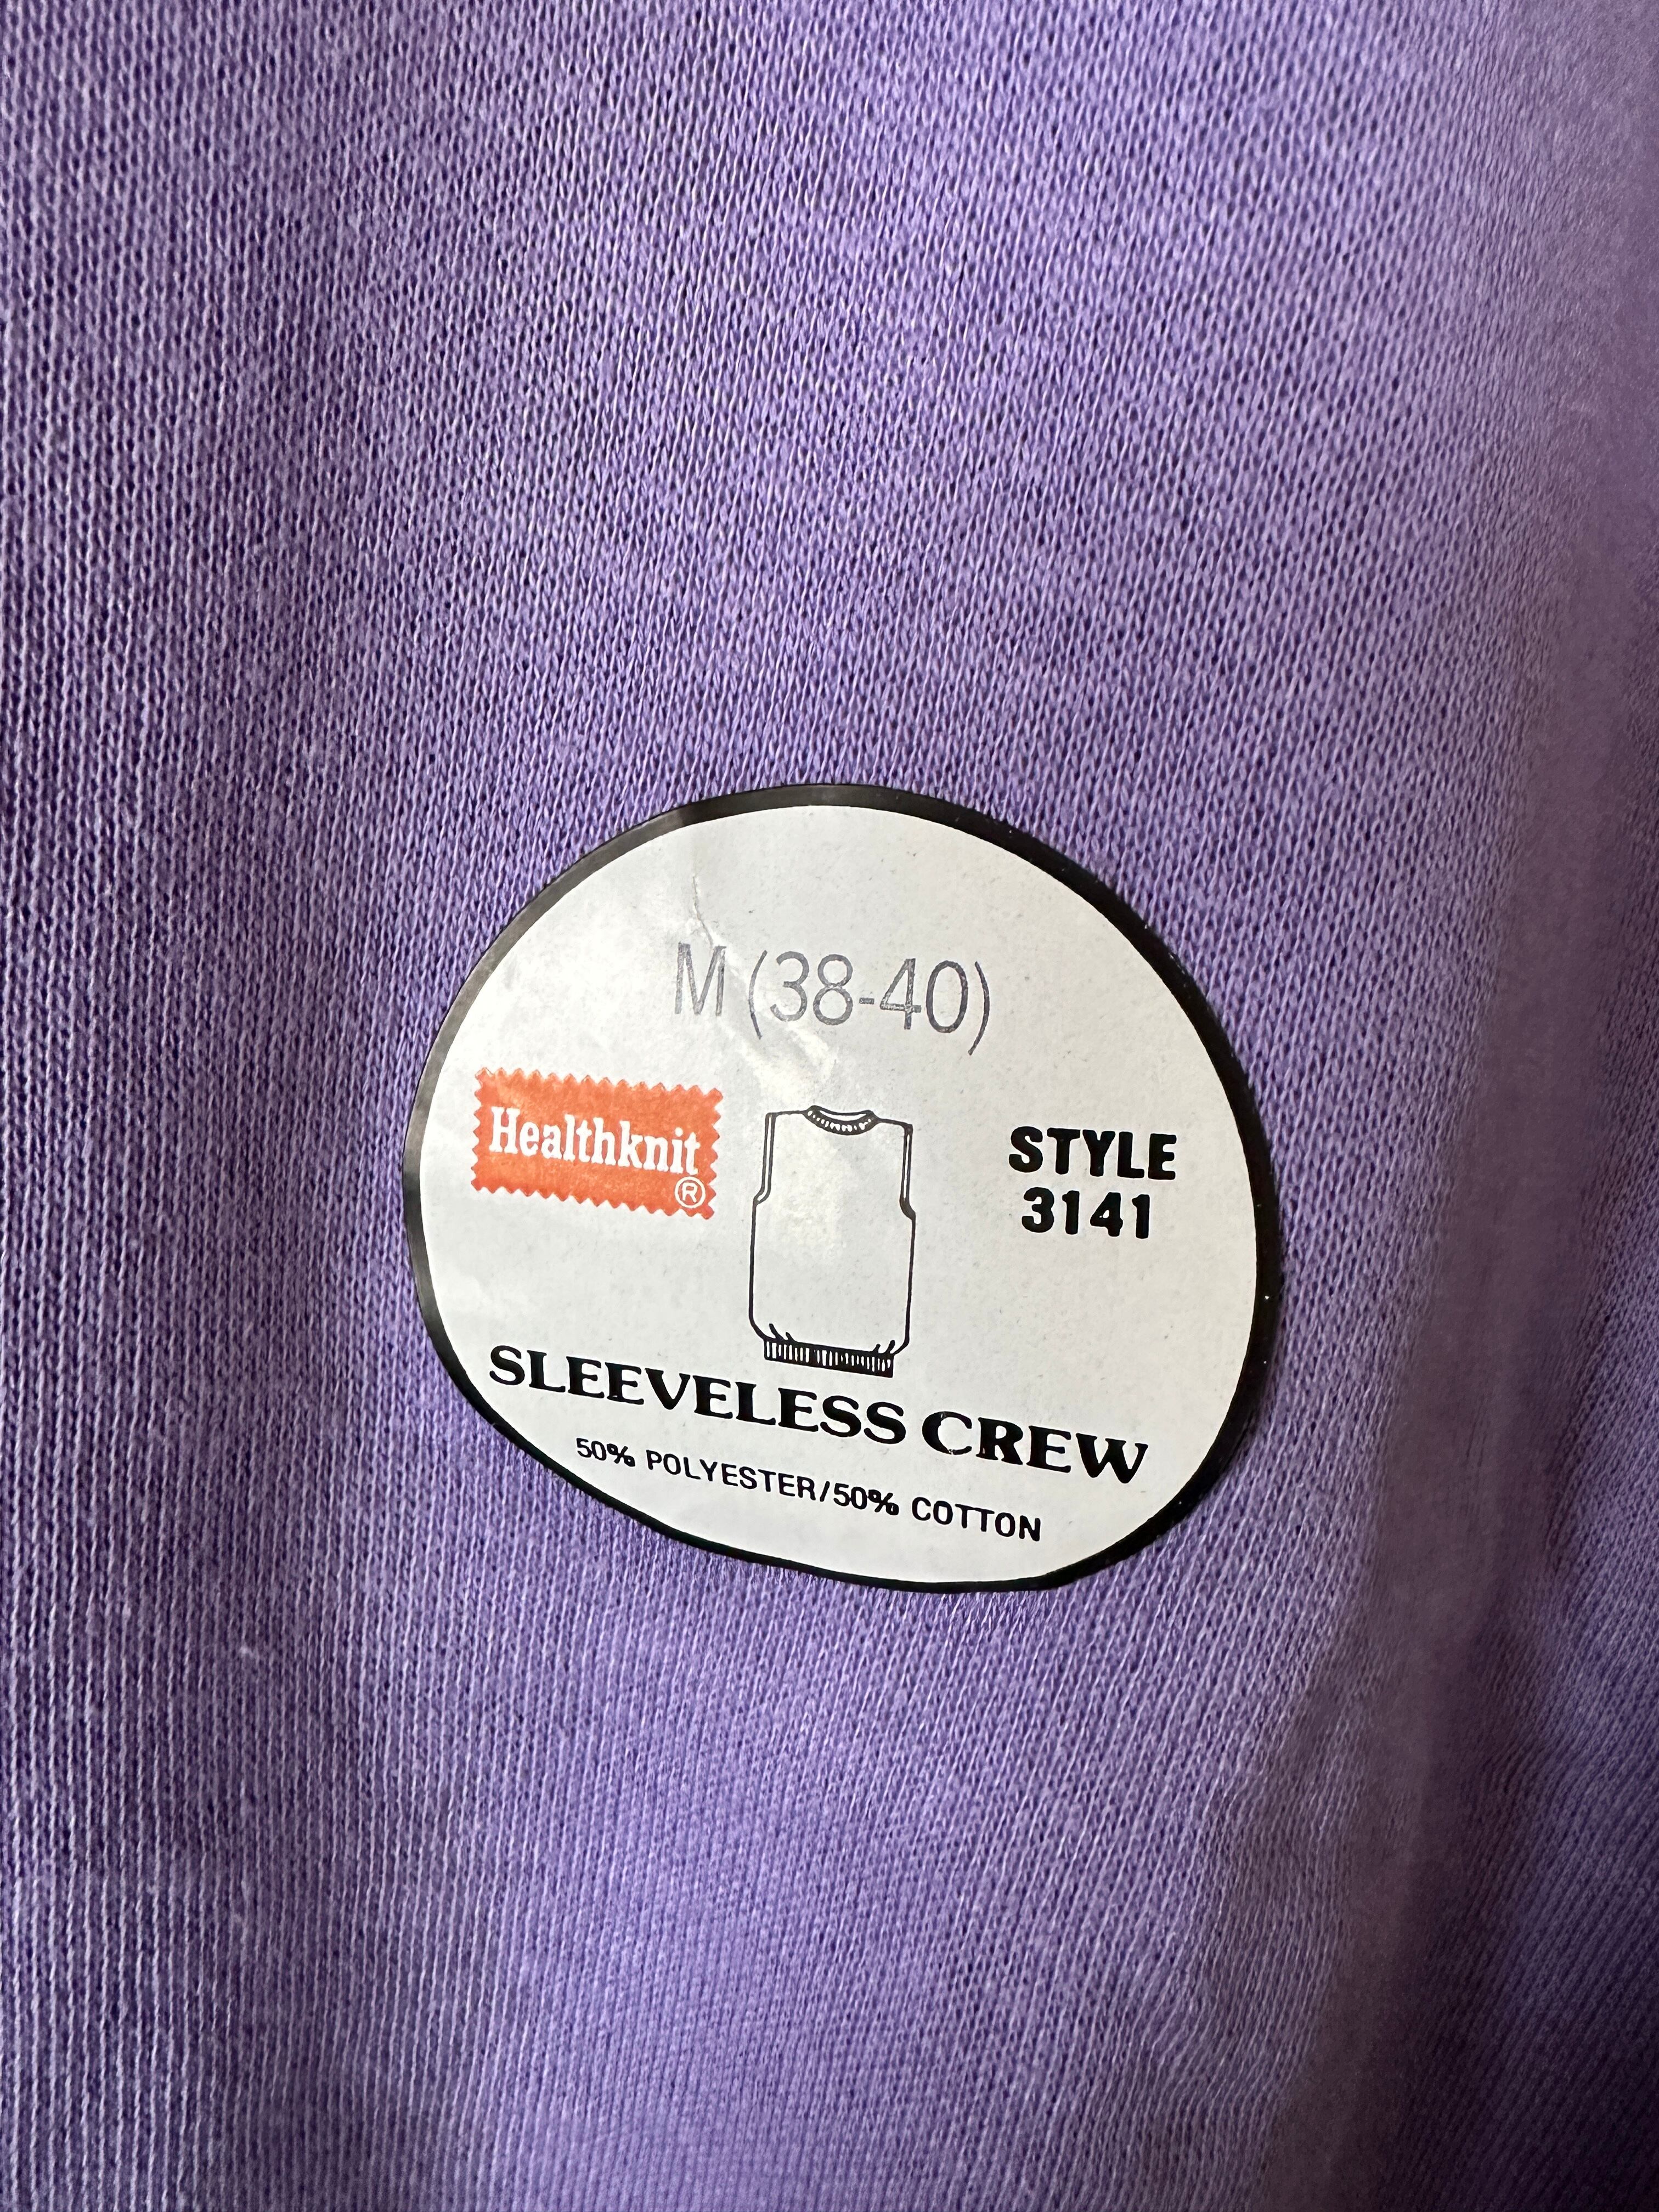 M (38-40)
Healthknit
®
STYLE
3141
SLEEVELESS CREW
50% POLYESTER/50% COTTON